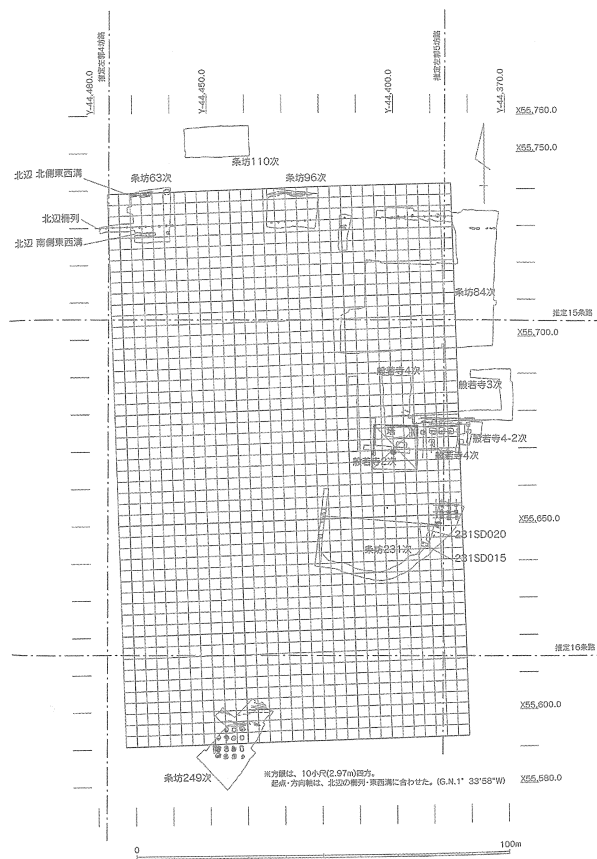 推定左郭4坊路
推定左郭5坊路
Y-44,480.0
Y-44,450.0
Y-44,400.0
Y-44,370.0
X55,760.0
X55,750.0
条坊110次
北辺 北側東西溝
条坊63次
条坊96次
北辺柵列
北辺 南側東西溝
条坊84次
推定15条路
X55,700.0
般若寺4次
般若寺3次
塔
般若寺4-2次
般若寺2次
般若寺4次
X55,650.0
231SD020
条坊231次
231SD015
推定16条路
X55,600.0
条坊249次
※方眼は、10小尺(2.97m)四方。
起点・方向軸は、北辺の柵列・東西溝に合わせた。(G.N.1°33'58"W)
X55,580.0
0
100m